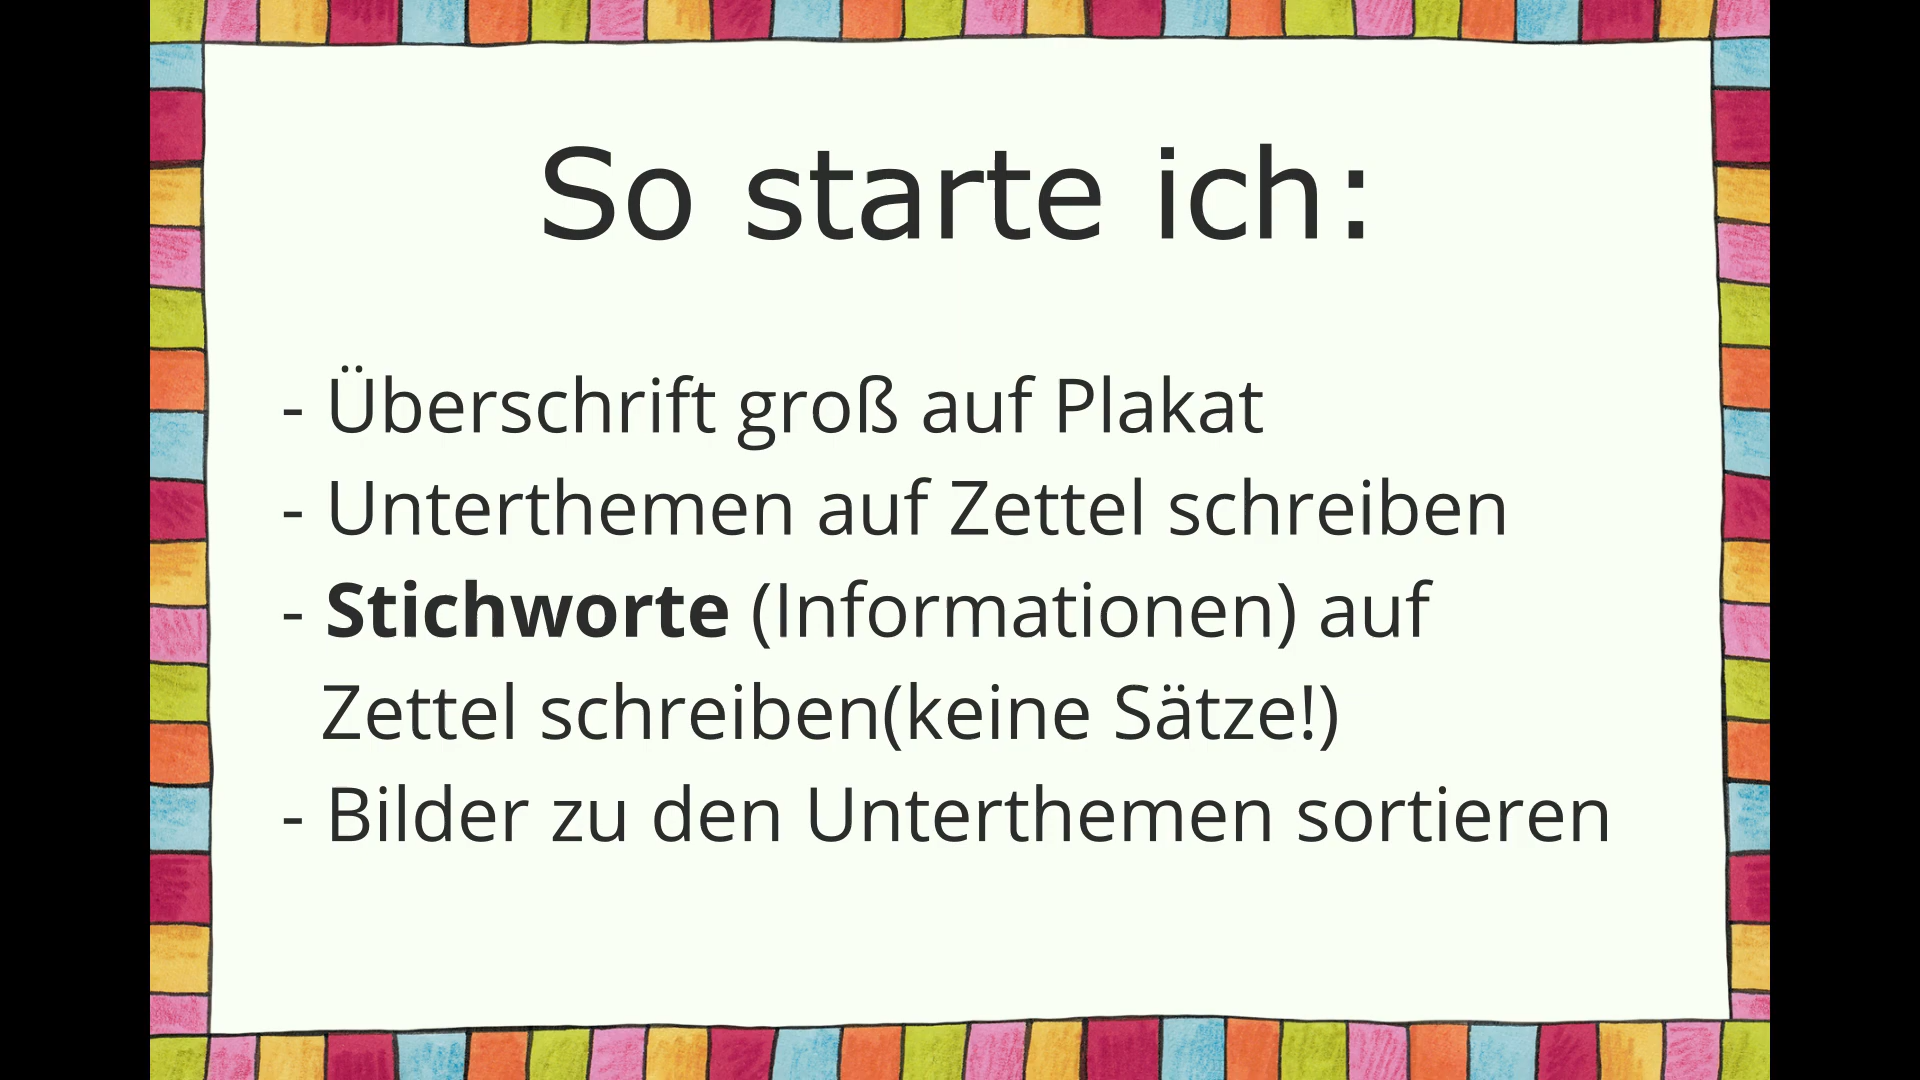 So starte ich:
- Überschrift groß auf Plakat
- Unterthemen auf Zettel schreiben
- Stichworte (Informationen) auf
Zettel schreiben(keine Sätze!)
- Bilder zu den Unterthemen sortieren